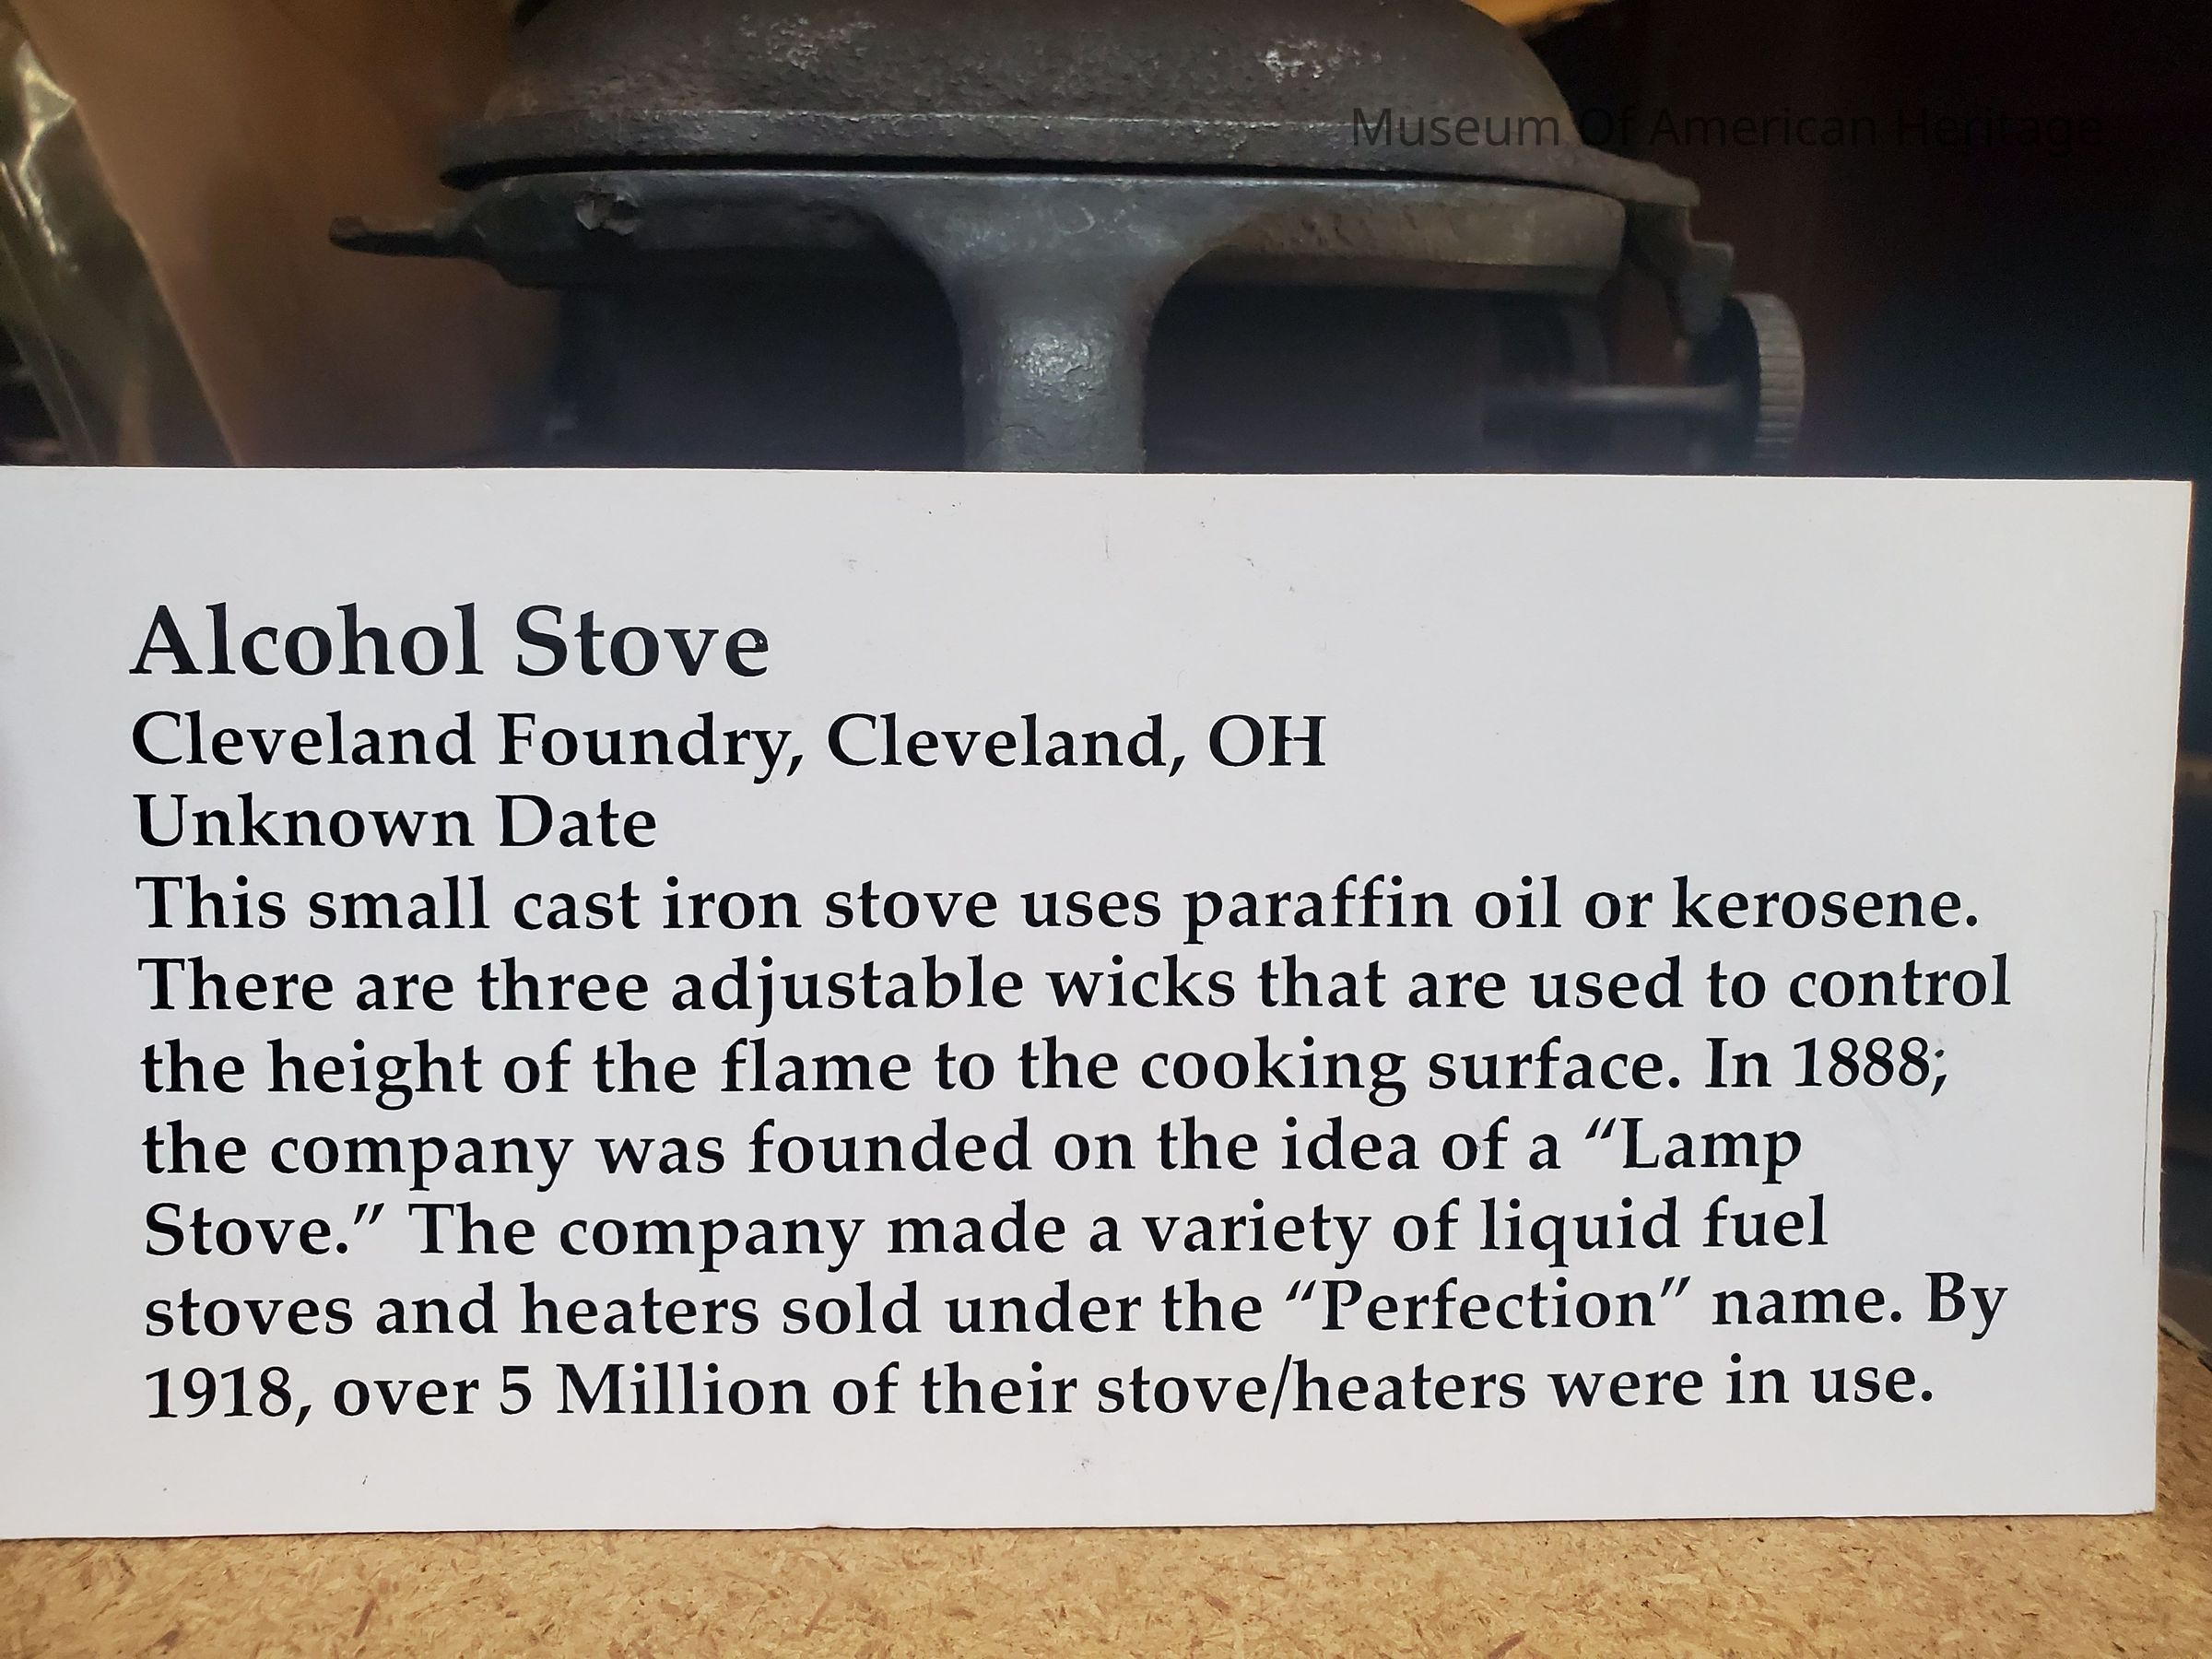 Museum Of American Heritage
Alcohol Stove
Cleveland Foundry, Cleveland, OH
Unknown Date
This small cast iron stove uses paraffin oil or kerosene.
There are three adjustable wicks that are used to control
the height of the flame to the cooking surface. In 1888;
the company was founded on the idea of a “Lamp
Stove.” The company made a variety of liquid fuel
stoves and heaters sold under the “Perfection” name. By
1918, over 5 Million of their stove/heaters were in use.